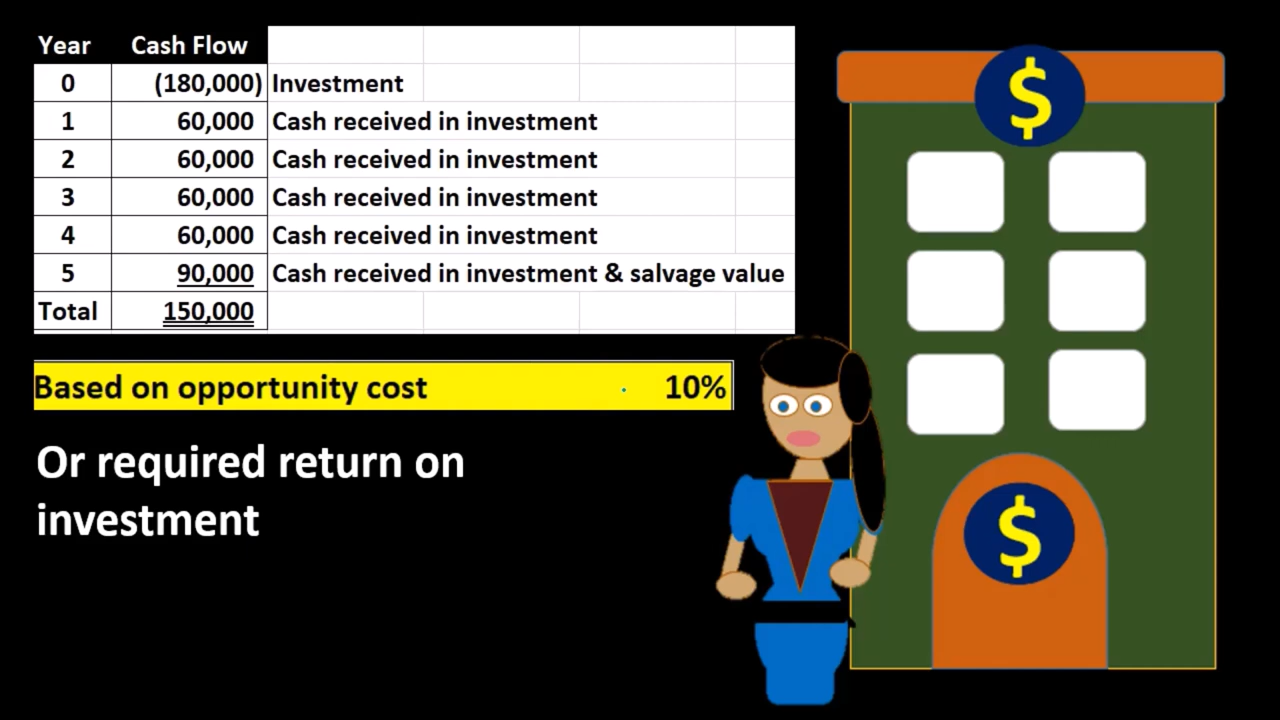 Year Cash Flow
0 (180,000) Investment
1 60,000 Cash received in investment
2 60,000 Cash received in investment
3 60,000 Cash received in investment
4 60,000 Cash received in investment
5 90,000 Cash received in investment & salvage value
Total 150,000
Based on opportunity cost 10%
Or required return on
investment
$
$